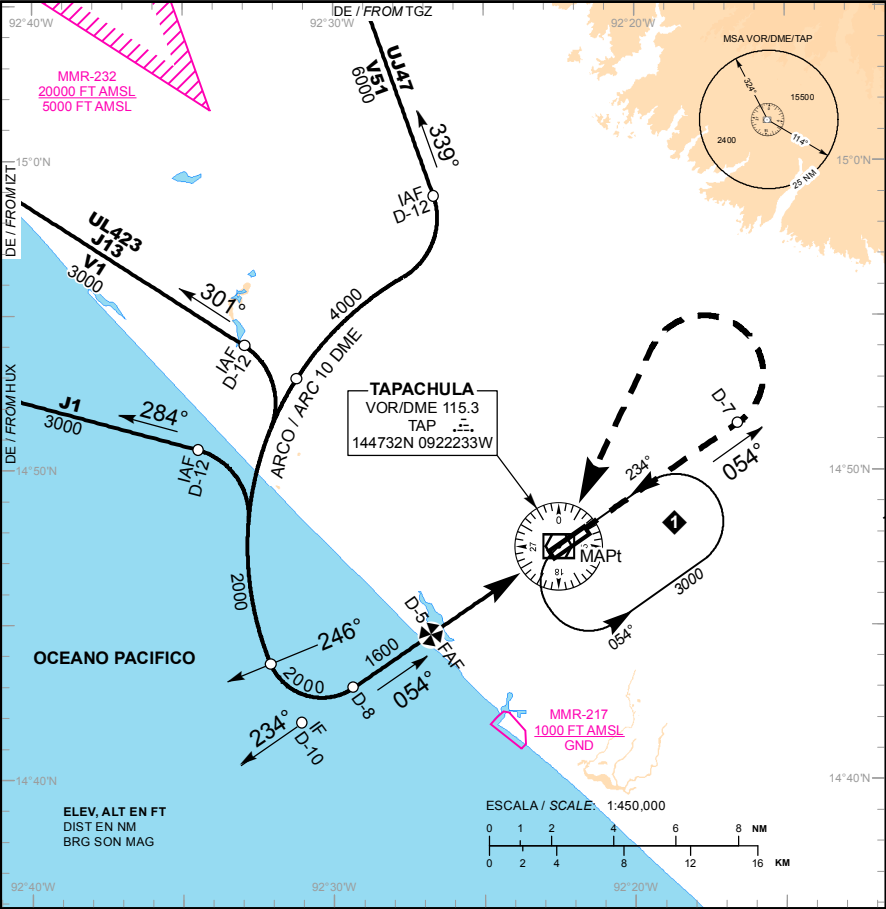 92°40'W
92°30'W
92°20'W
DE / FROM TGZ
MMR-232
20000 FT AMSL
5000 FT AMSL
UJ47
V51
6000
339°
IAF
D-12
MSA VOR/DME/TAP
324°
15500
2400
114°
25 NM
15°0'N
15°0'N
DE / FROM IZT
UL423
J13
V1
3000
301°
IAF
D-12
4000
ARCO / ARC 10 DME
DE / FROM HUX
J1
3000
284°
IAF
D-12
TAPACHULA
VOR/DME 115.3
TAP
144732N 0922233W
D-7
054°
234°
14°50'N
14°50'N
1
0
27
18
MAPt
3000
054°
2000
D-5
FAF
246°
1600
054°
2000
D-8
OCEANO PACIFICO
234°
IF
D-10
MMR-217
1000 FT AMSL
GND
14°40'N
14°40'N
ELEV, ALT EN FT
DIST EN NM
BRG SON MAG
ESCALA / SCALE: 1:450,000
0 1 2 4 6 8 NM
0 2 4 8 12 16 KM
92°40'W
92°30'W
92°20'W